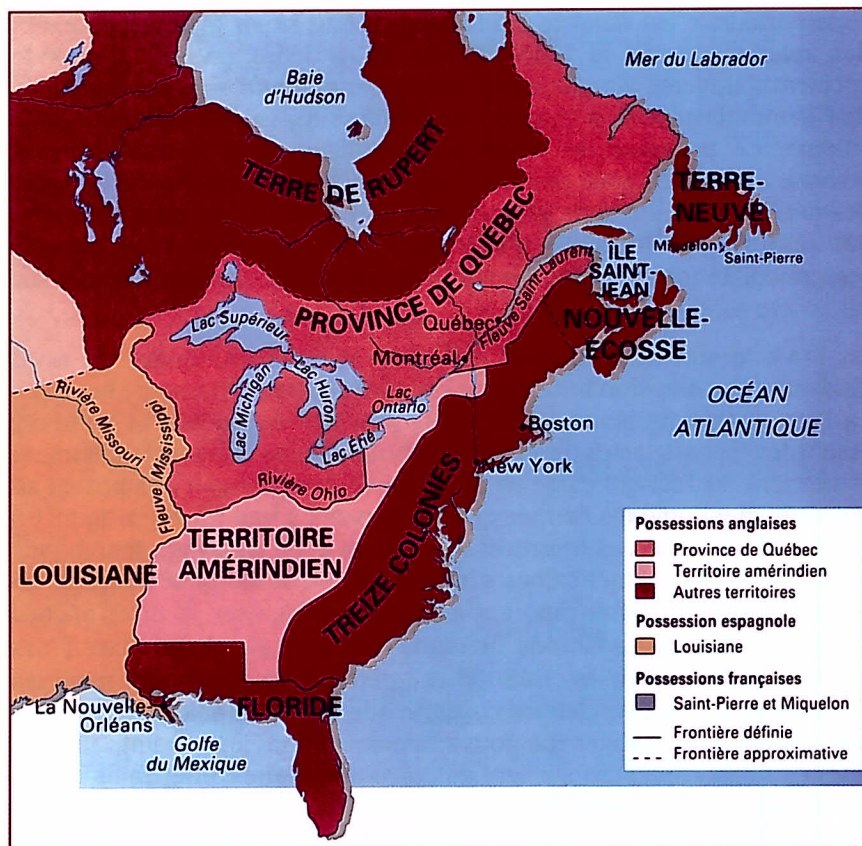 Baie
d'Hudson
Mer du Labrador
TERRE DE RUPERT
TERRE-
NEUVE
Miquelon
Saint-Pierre
ÎLE
SAINT-
JEAN
PROVINCE DE QUÉBEC
Fleuve Saint-Laurent
Québec
NOUVELLE-
ÉCOSSE
Lac Supérieur
Montréal
Lac Huron
Lac Michigan
Lac
Ontario
Lac Érié
OCÉAN
ATLANTIQUE
Rivière Missouri
Fleuve Mississippi
Boston
New York
Rivière Ohio
TERRITOIRE
AMÉRINDIEN
LOUISIANE
TREIZE COLONIES
FLORIDE
La Nouvelle-
Orléans
Golfe
du Mexique
Possessions anglaises
Province de Québec
Territoire amérindien
Autres territoires
Possession espagnole
Louisiane
Possessions françaises
Saint-Pierre et Miquelon
Frontière définie
Frontière approximative